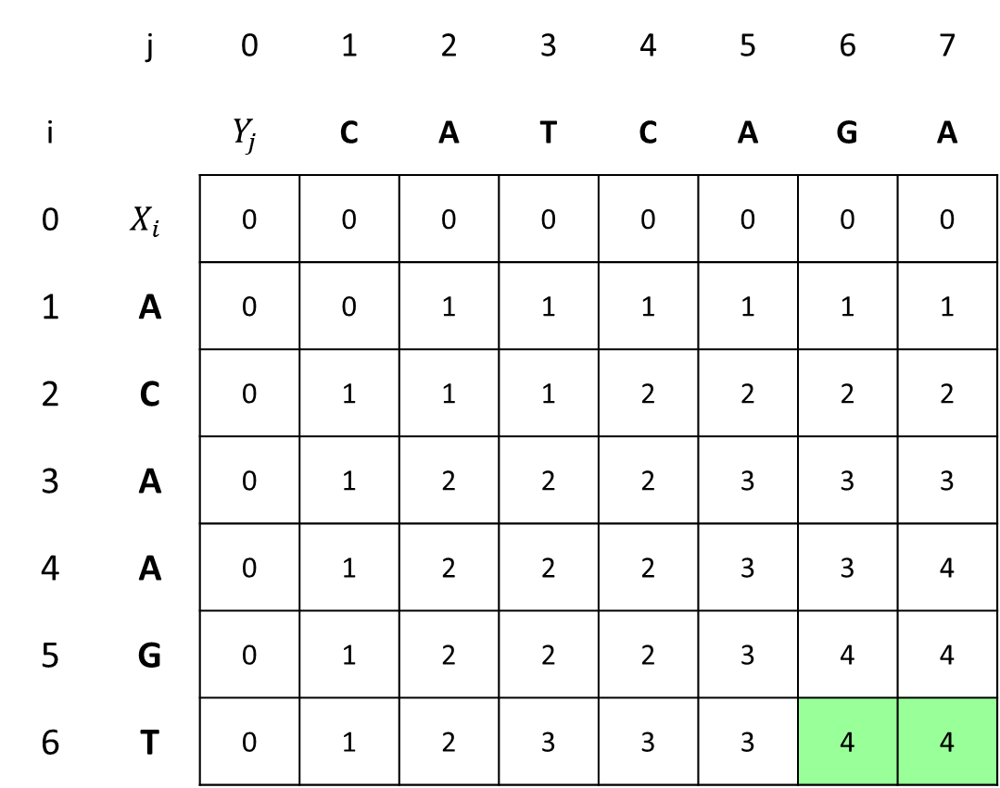 j 0 1 2 3 4 5 6 7
i Yj C A T C A G A
0 Xi 0 0 0 0 0 0 0 0
1 A 0 0 1 1 1 1 1 1
2 C 0 1 1 1 2 2 2 2
3 A 0 1 2 2 2 3 3 3
4 A 0 1 2 2 2 3 3 4
5 G 0 1 2 2 2 3 4 4
6 T 0 1 2 3 3 3 4 4